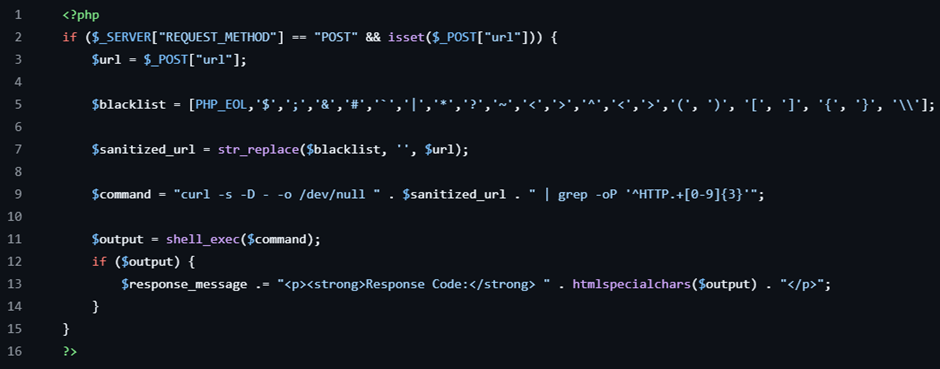 1 <?php
2 if ($_SERVER["REQUEST_METHOD"] == "POST" && isset($_POST["url"])) {
3     $url = $_POST["url"];
4
5     $blacklist = [PHP_EOL,'$',';','&','#','`','|','*','?','~','<','>','^','<','>','(', ')', '[', ']', '{', '}', '\\'];
6
7     $sanitized_url = str_replace($blacklist, '', $url);
8
9     $command = "curl -s -D - -o /dev/null " . $sanitized_url . " | grep -oP '^HTTP.+[0-9]{3}'";
10
11     $output = shell_exec($command);
12     if ($output) {
13         $response_message .= "<p><strong>Response Code:</strong> " . htmlspecialchars($output) . "</p>";
14     }
15 }
16 ?>